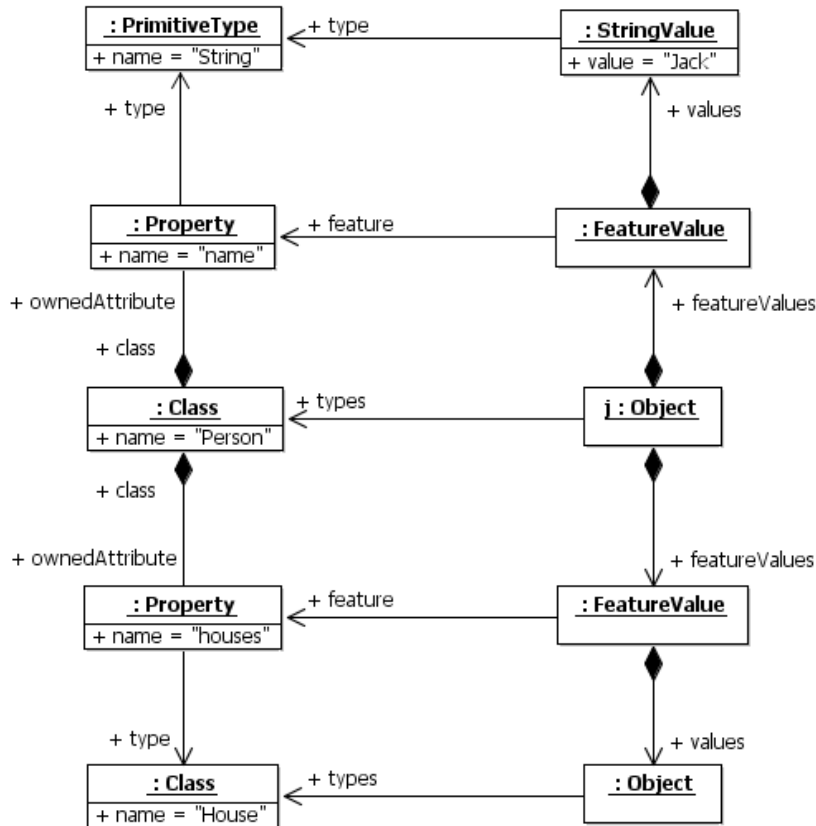 : PrimitiveType
+ type
: StringValue
+ name = "String"
+ value = "Jack"
+ type
+ values
: Property
+ feature
: FeatureValue
+ name = "name"
+ ownedAttribute
+ featureValues
+ class
: Class
+ types
j : Object
+ name = "Person"
+ class
+ ownedAttribute
+ featureValues
: Property
+ feature
: FeatureValue
+ name = "houses"
+ type
+ values
: Class
+ types
: Object
+ name = "House"